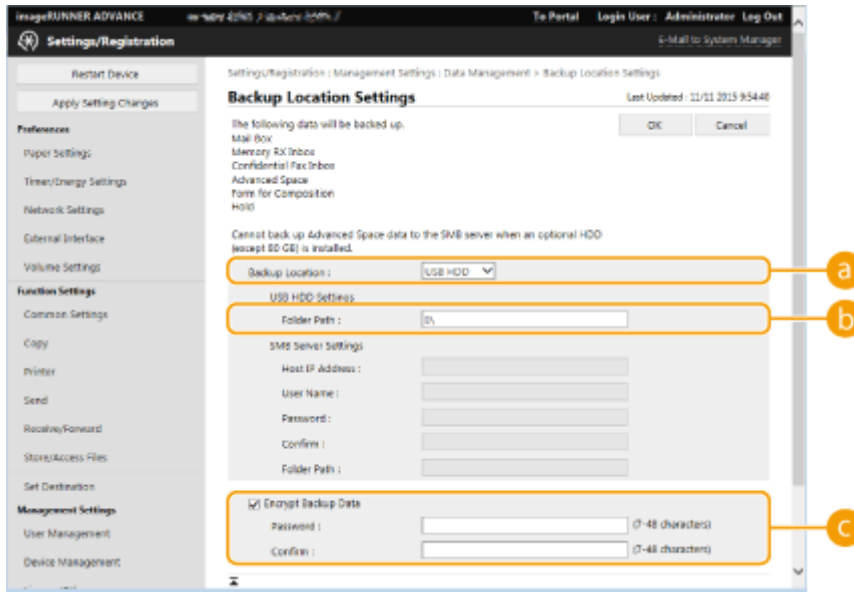 imageRUNNER ADVANCE
To Portal Login User : Administrator Log Out
Settings/Registration
E-Mail to System Manager
Restart Device
Apply Setting Changes
Preferences
Paper Settings
Timer/Energy Settings
Network Settings
External Interface
Volume Settings
Function Settings
Common Settings
Copy
Printer
Send
Receive/Forward
Store/Access Files
Set Destination
Management Settings
User Management
Device Management
Settings/Registration : Management Settings : Data Management > Backup Location Settings
Backup Location Settings
Last Updated : 11/11 2015 9:54:40
The following data will be backed up.
OK Cancel
Mail Box
Memory RX Inbox
Confidential Fax Inbox
Advanced Space
Form for Composition
Hold
Cannot back up Advanced Space data to the SMB server when an optional HDD
(except 80 GB) is installed.
Backup Location : USB HDD
a
USB HDD Settings
Folder Path :
b
SMB Server Settings
Host IP Address :
User Name :
Password :
Confirm :
Folder Path :
Encrypt Backup Data
Password : (7-48 characters)
c
Confirm : (7-48 characters)